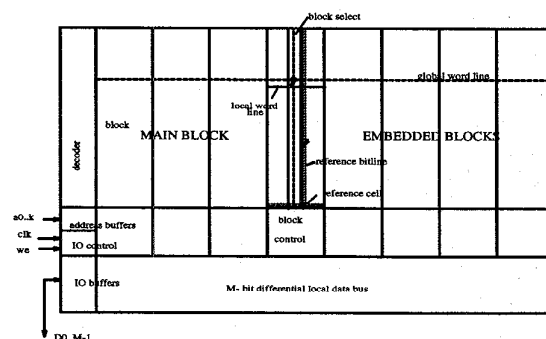 block select
global word line
local word
line
block
MAIN BLOCK
EMBEDDED BLOCKS
decoder
reference bitline
reference cell
a0..k
address buffers
block
control
clk
IO control
we
IO buffers
M- bit differential local data bus
D0..M-1